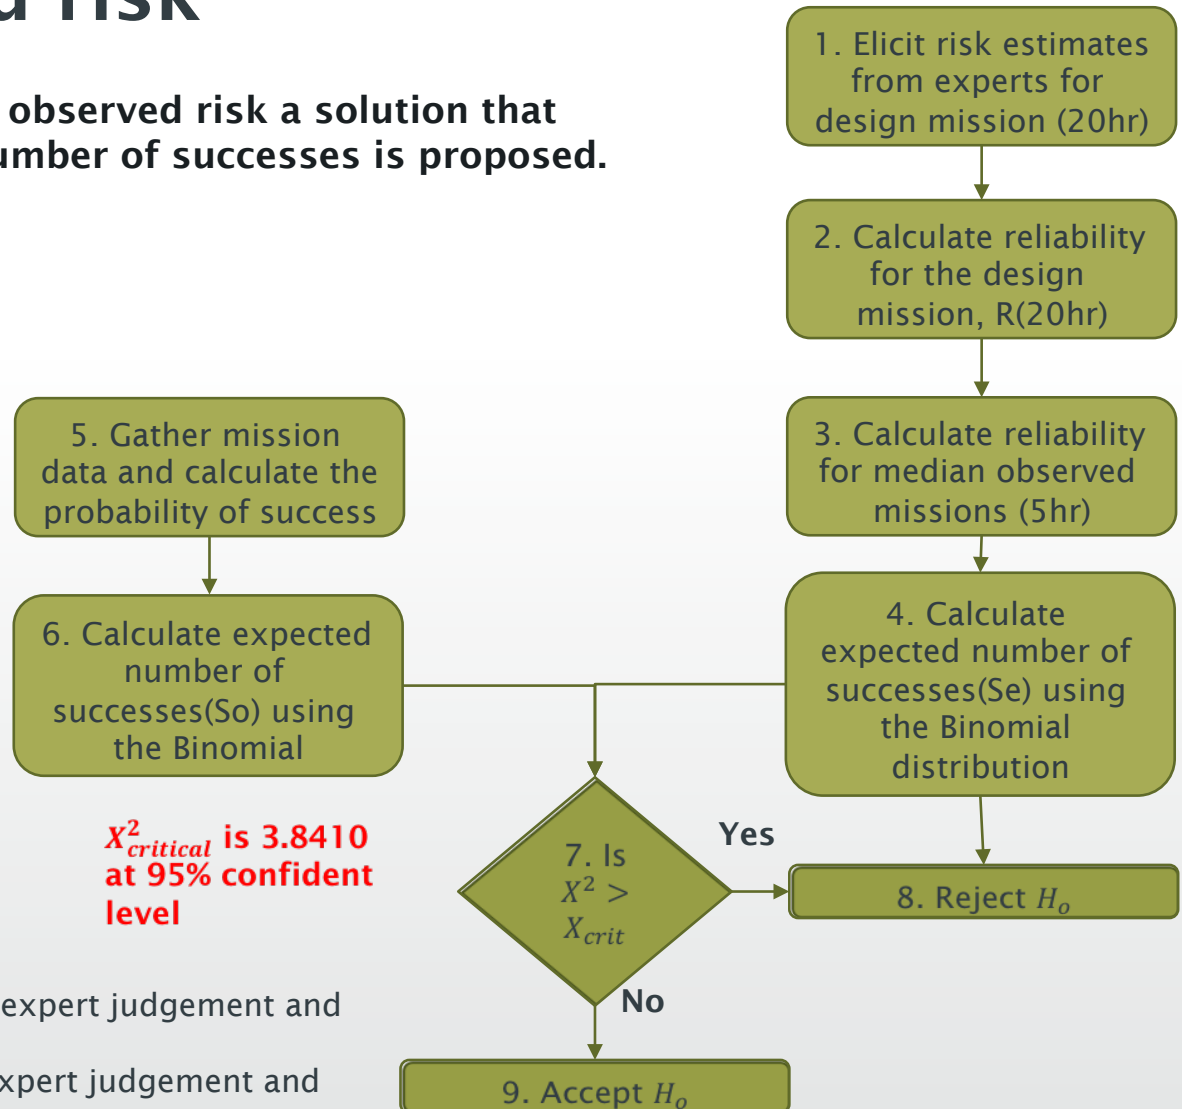 d risk
observed risk a solution that
umber of successes is proposed.
1. Elicit risk estimates
from experts for
design mission (20hr)
2. Calculate reliability
for the design
mission, R(20hr)
3. Calculate reliability
for median observed
missions (5hr)
4. Calculate
expected number of
successes(Se) using
the Binomial
distribution
5. Gather mission
data and calculate the
probability of success
6. Calculate expected
number of
successes(So) using
the Binomial
X²critical is 3.8410
at 95% confident
level
7. Is
X² >
Xcrit
Yes
8. Reject Ho
No
9. Accept Ho
expert judgement and
xpert judgement and